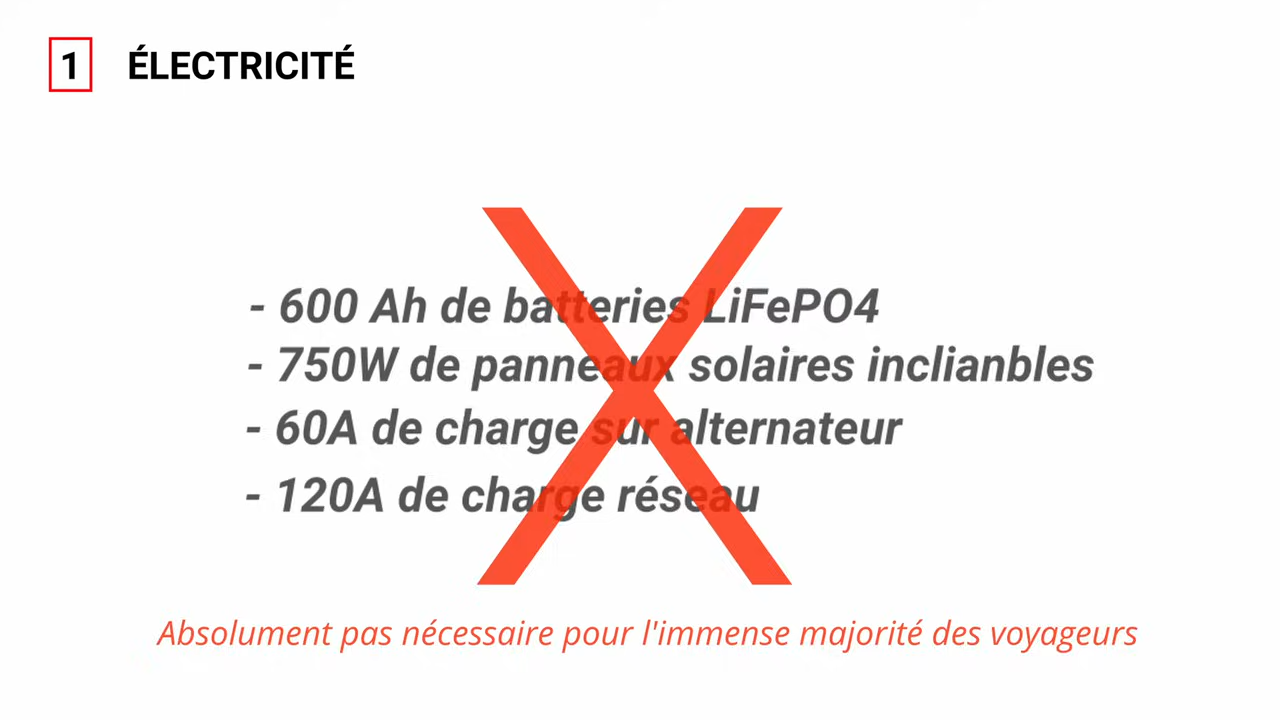 1 ÉLECTRICITÉ
- 600 Ah de batteries LiFePO4
- 750W de panneaux solaires inclianbles
- 60A de charge sur alternateur
- 120A de charge réseau
Absolument pas nécessaire pour l'immense majorité des voyageurs